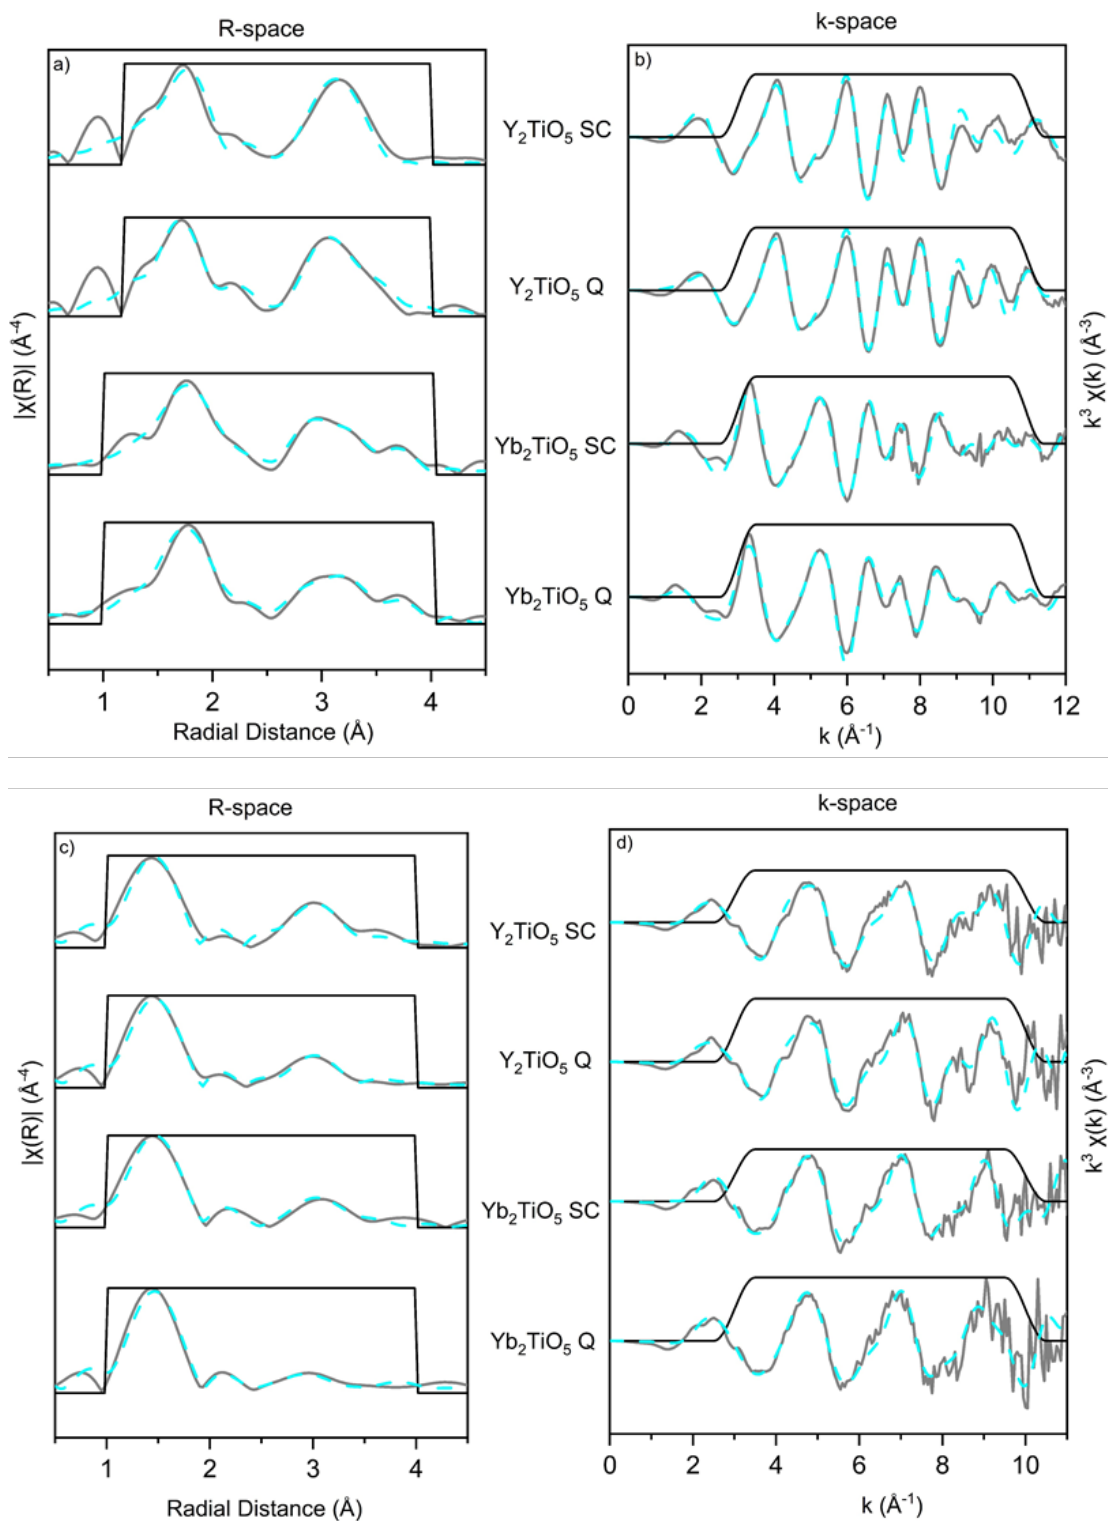 R-space
k-space
a)
b)
Y₂TiO₅ SC
Y₂TiO₅ Q
Yb₂TiO₅ SC
Yb₂TiO₅ Q
|χ(R)| (Å⁻⁴)
k³ χ(k) (Å⁻³)
1 2 3 4
0 2 4 6 8 10 12
Radial Distance (Å)
k (Å⁻¹)
R-space
k-space
c)
d)
Y₂TiO₅ SC
Y₂TiO₅ Q
Yb₂TiO₅ SC
Yb₂TiO₅ Q
|χ(R)| (Å⁻⁴)
k³ χ(k) (Å⁻³)
1 2 3 4
0 2 4 6 8 10
Radial Distance (Å)
k (Å⁻¹)